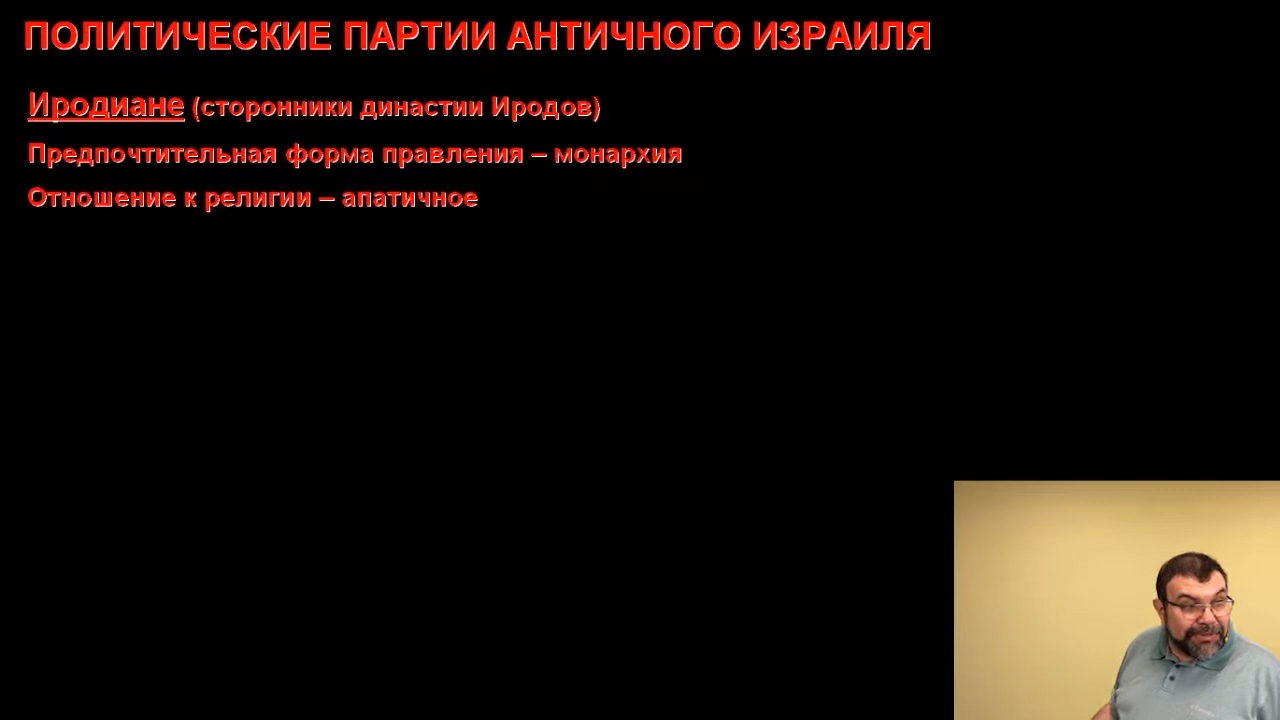 ПОЛИТИЧЕСКИЕ ПАРТИИ АНТИЧНОГО ИЗРАИЛЯ
Иродиане (сторонники династии Иродов)
Предпочтительная форма правления – монархия
Отношение к религии – апатичное